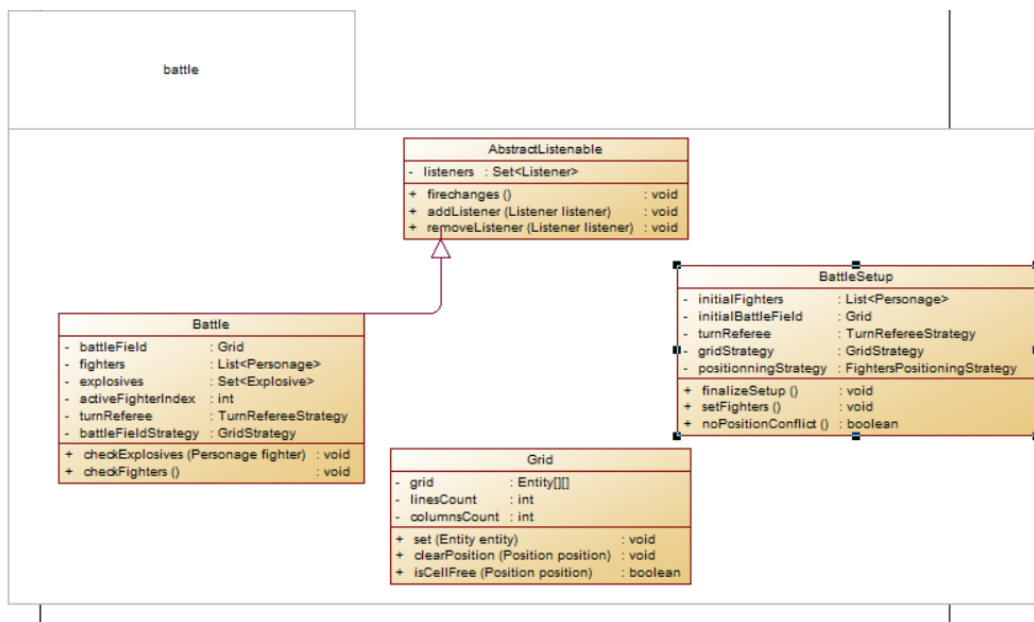 battle
AbstractListenable
- listeners : Set<Listener>
+ firechanges () : void
+ addListener (Listener listener) : void
+ removeListener (Listener listener) : void
BattleSetup
- initialFighters : List<Personage>
- initialBattleField : Grid
- turnReferee : TurnRefereeStrategy
- gridStrategy : GridStrategy
- positionningStrategy : FightersPositioningStrategy
+ finalizeSetup () : void
+ setFighters () : void
+ noPositionConflict () : boolean
Battle
- battleField : Grid
- fighters : List<Personage>
- explosives : Set<Explosive>
- activeFighterIndex : int
- turnReferee : TurnRefereeStrategy
- battleFieldStrategy : GridStrategy
+ checkExplosives (Personage fighter) : void
+ checkFighters () : void
Grid
- grid : Entity[][]
- linesCount : int
- columnsCount : int
+ set (Entity entity) : void
+ clearPosition (Position position) : void
+ isCellFree (Position position) : boolean